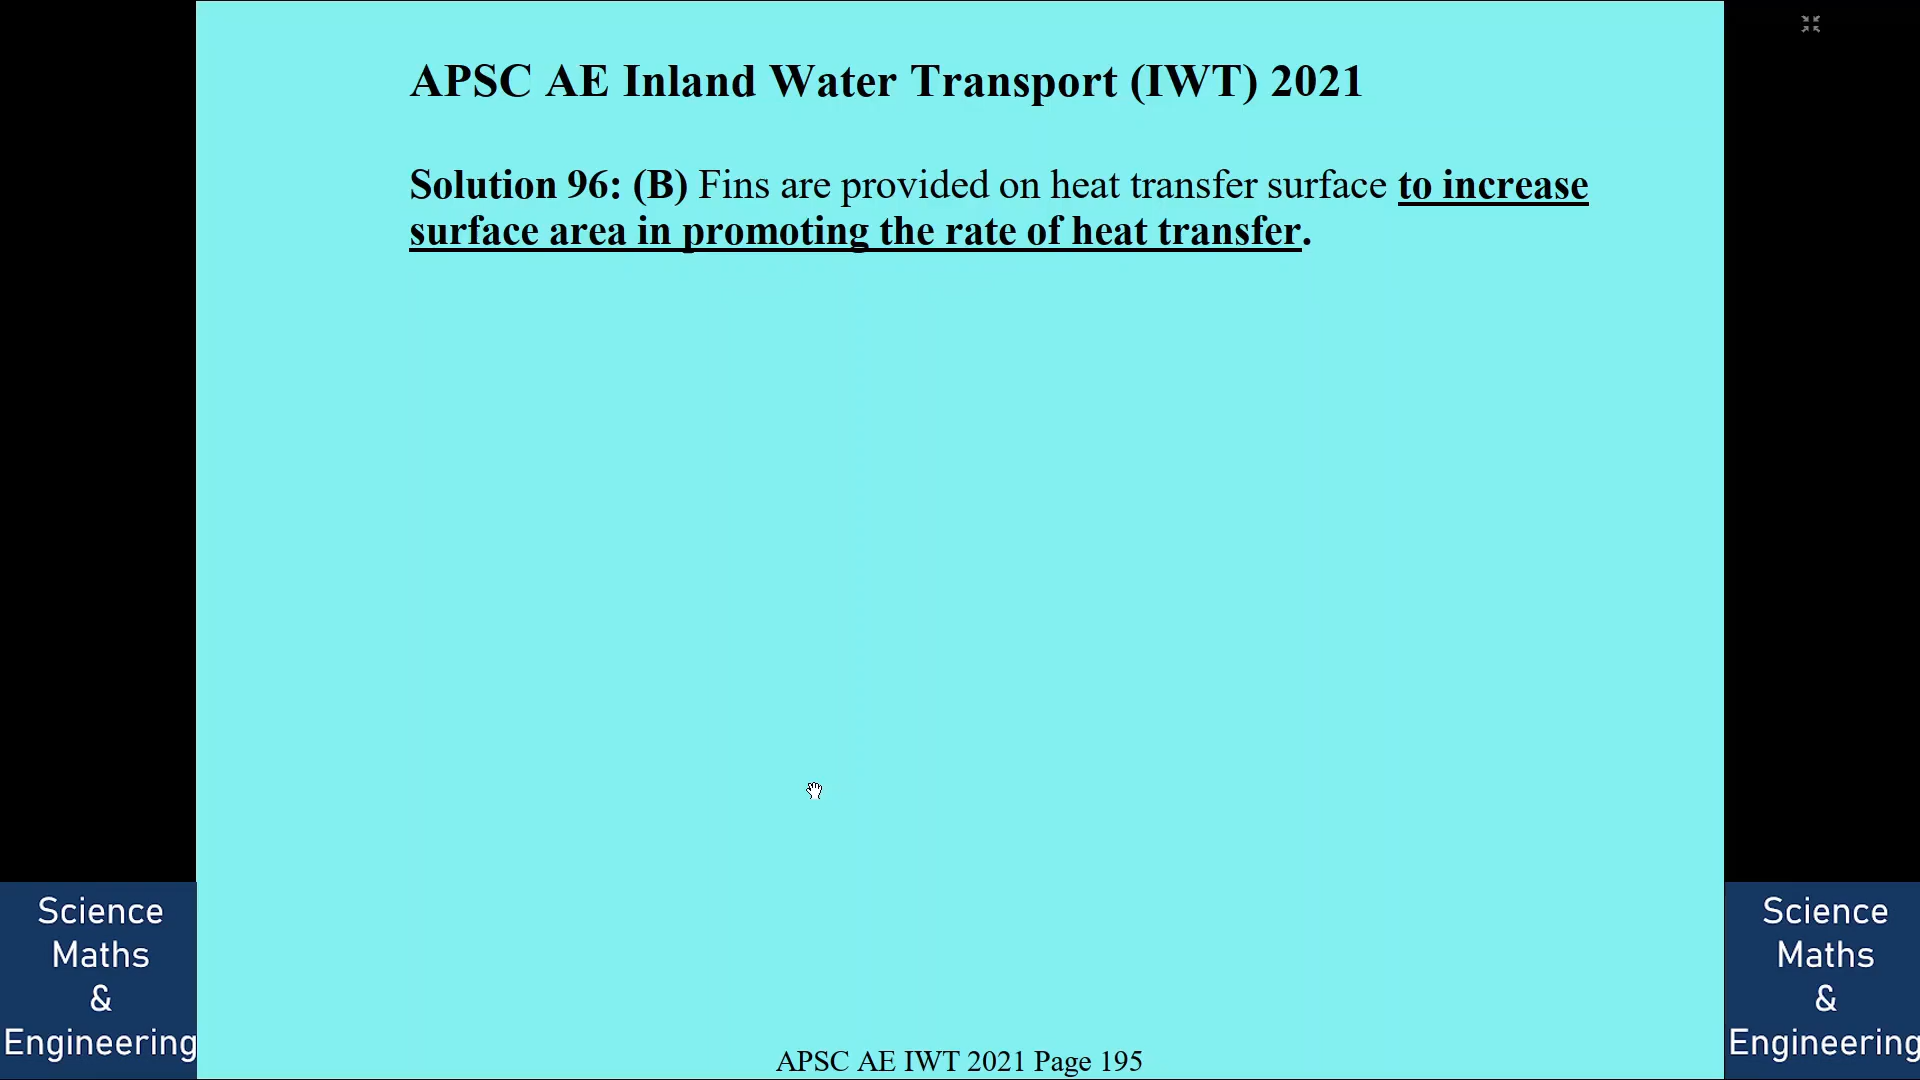 APSC AE Inland Water Transport (IWT) 2021
Solution 96: (B) Fins are provided on heat transfer surface to increase
surface area in promoting the rate of heat transfer.
Science
Maths
&
Engineering
Science
Maths
&
Engineering
APSC AE IWT 2021 Page 195